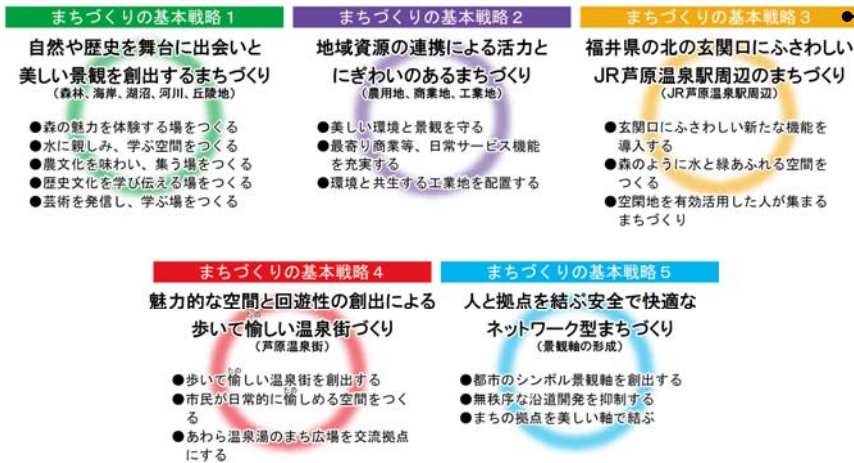 まちづくりの基本戦略1
自然や歴史を舞台に出会いと
美しい景観を創出するまちづくり
(森林、海岸、湖沼、河川、丘陵地)
●森の魅力を体験する場をつくる
●水に親しみ、学ぶ空間をつくる
●農文化を味わい、集う場をつくる
●歴史文化を学び伝える場をつくる
●芸術を発信し、学ぶ場をつくる
まちづくりの基本戦略2
地域資源の連携による活力と
にぎわいのあるまちづくり
(農用地、商業地、工業地)
●美しい環境と景観を守る
●最寄り商業等、日常サービス機能
を充実する
●環境と共生する工業地を配置する
まちづくりの基本戦略3
福井県の北の玄関口にふさわしい
JR芦原温泉駅周辺のまちづくり
(JR芦原温泉駅周辺)
●玄関口にふさわしい新たな機能を
導入する
●森のように水と緑あふれる空間を
つくる
●空閑地を有効活用した人が集まる
まちづくり
まちづくりの基本戦略4
魅力的な空間と回遊性の創出による
たの
歩いて愉しい温泉街づくり
(芦原温泉街)
たの
●歩いて愉しい温泉街を創出する
たの
●市民が日常的に愉しめる空間をつく
る
●あわら温泉湯のまち広場を交流拠点
にする
まちづくりの基本戦略5
人と拠点を結ぶ安全で快適な
ネットワーク型まちづくり
(景観軸の形成)
●都市のシンボル景観軸を創出する
●無秩序な沿道開発を抑制する
●まちの拠点を美しい軸で結ぶ